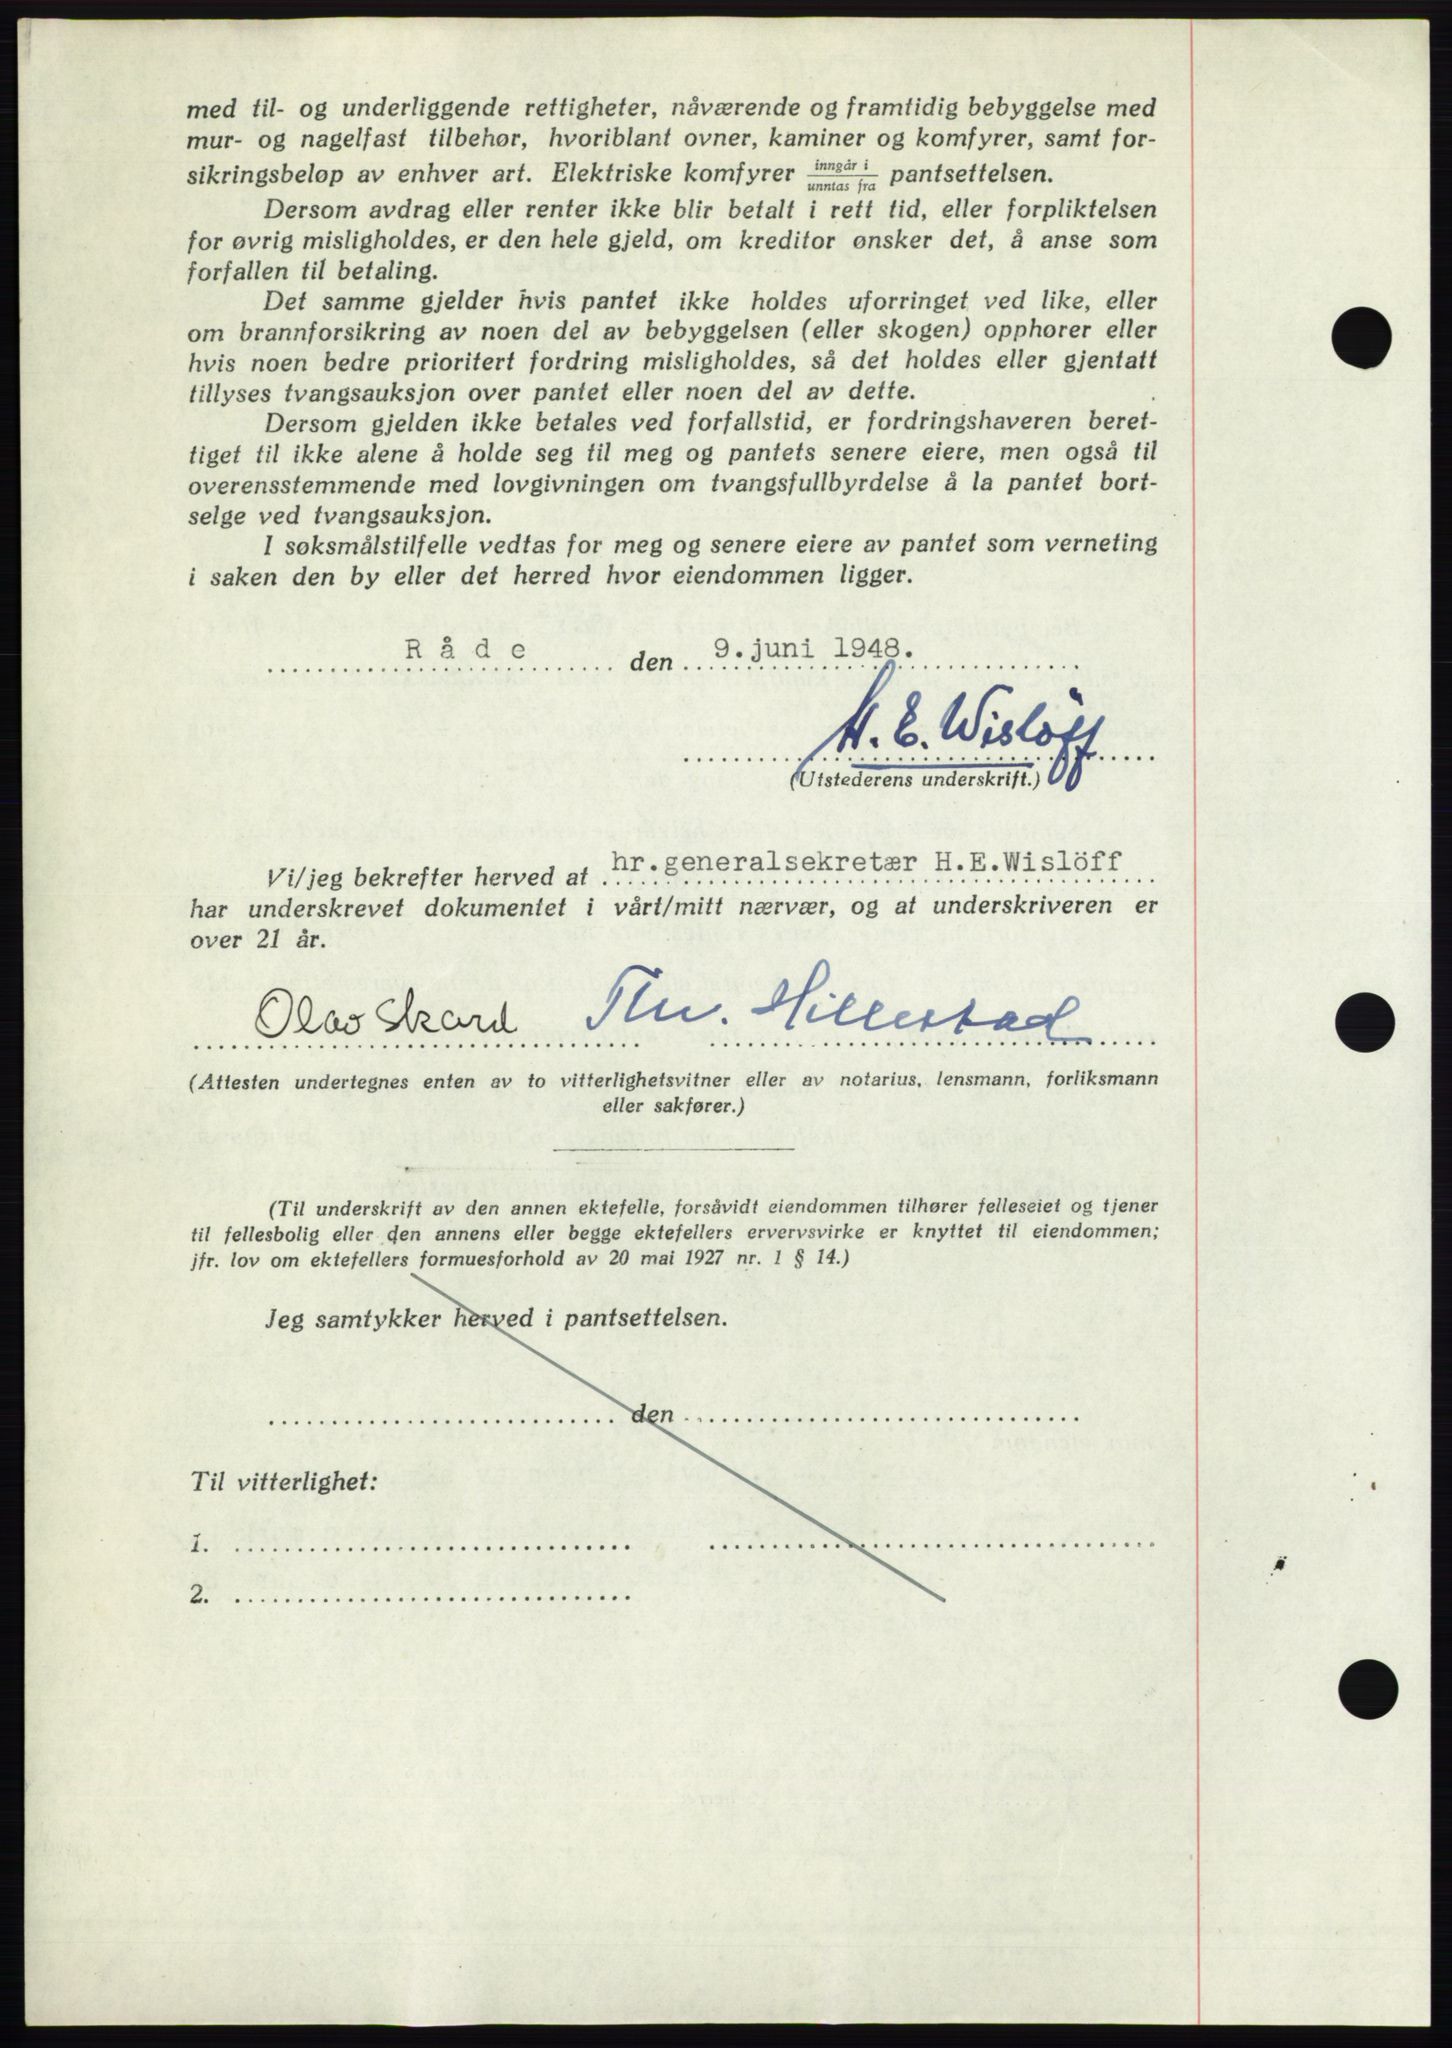 med til- og underliggende rettigheter, nåværende og framtidig bebyggelse med
mur- og nagelfast tilbehør, hvoriblant ovner, kaminer og komfyrer, samt for-
sikringsbeløp av enhver art. Elektriske komfyrer inngår i / unntas fra pantsettelsen.
Dersom avdrag eller renter ikke blir betalt i rett tid, eller forpliktelsen
for øvrig misligholdes, er den hele gjeld, om kreditor ønsker det, å anse som
forfallen til betaling.
Det samme gjelder hvis pantet ikke holdes uforringet ved like, eller
om brannforsikring av noen del av bebyggelsen (eller skogen) opphører eller
hvis noen bedre prioritert fordring misligholdes, så det holdes eller gjentatt
tillyses tvangsauksjon over pantet eller noen del av dette.
Dersom gjelden ikke betales ved forfallstid, er fordringshaveren beret-
tiget til ikke alene å holde seg til meg og pantets senere eiere, men også til
overensstemmende med lovgivningen om tvangsfullbyrdelse å la pantet bort-
selge ved tvangsauksjon.
I søksmålstilfelle vedtas for meg og senere eiere av pantet som verneting
i saken den by eller det herred hvor eiendommen ligger.
R å d e den 9. juni 1948.
H. E. Wislöff
(Utstederens underskrift.)
Vi/jeg bekrefter herved at hr. generalsekretær H.E.Wislöff
har underskrevet dokumentet i vårt/mitt nærvær, og at underskriveren er
over 21 år.
Olav Skard Thv. Hillestad
(Attesten undertegnes enten av to vitterlighetsvitner eller av notarius, lensmann, forliksmann
eller sakfører.)
(Til underskrift av den annen ektefelle, forsåvidt eiendommen tilhører felleseiet og tjener
til fellesbolig eller den annens eller begge ektefellers ervervsvirke er knyttet til eiendommen;
jfr. lov om ektefellers formuesforhold av 20 mai 1927 nr. 1 § 14.)
Jeg samtykker herved i pantsettelsen.
den
Til vitterlighet:
1.
2.